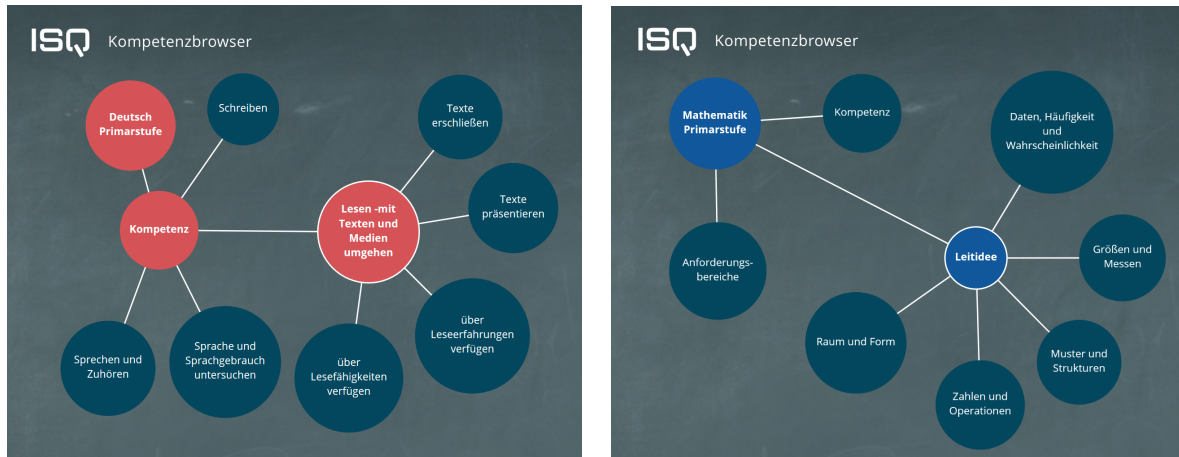 ISQ Kompetenzbrowser
Deutsch
Primarstufe
Schreiben
Texte
erschließen
Kompetenz
Lesen -mit
Texten und
Medien
umgehen
Texte
präsentieren
Sprechen und
Zuhören
Sprache und
Sprachgebrauch
untersuchen
über
Lesefähigkeiten
verfügen
über
Leseerfahrungen
verfügen
ISQ Kompetenzbrowser
Mathematik
Primarstufe
Kompetenz
Daten, Häufigkeit
und
Wahrscheinlichkeit
Anforderungs-
bereiche
Leitidee
Größen und
Messen
Raum und Form
Muster und
Strukturen
Zahlen und
Operationen